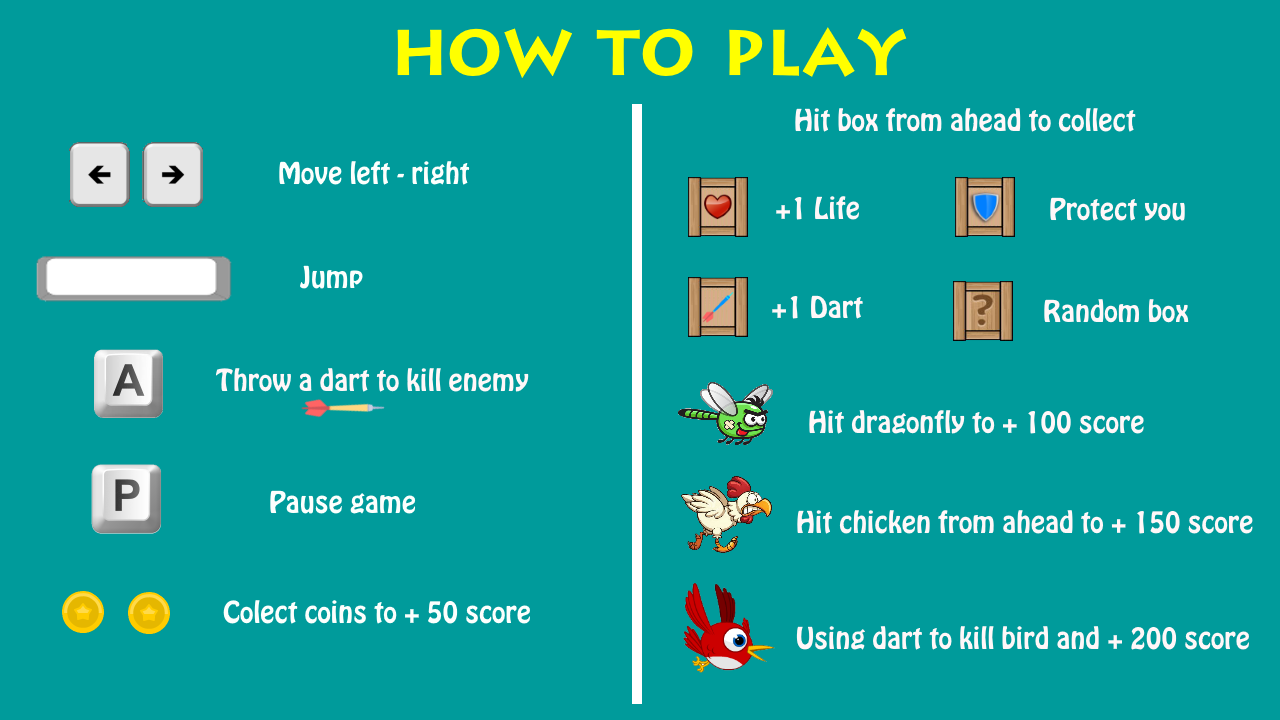 HOW TO PLAY
Move left - right
Jump
A
Throw a dart to kill enemy
P
Pause game
Colect coins to + 50 score
Hit box from ahead to collect
+1 Life
Protect you
+1 Dart
?
Random box
Hit dragonfly to + 100 score
Hit chicken from ahead to + 150 score
Using dart to kill bird and + 200 score